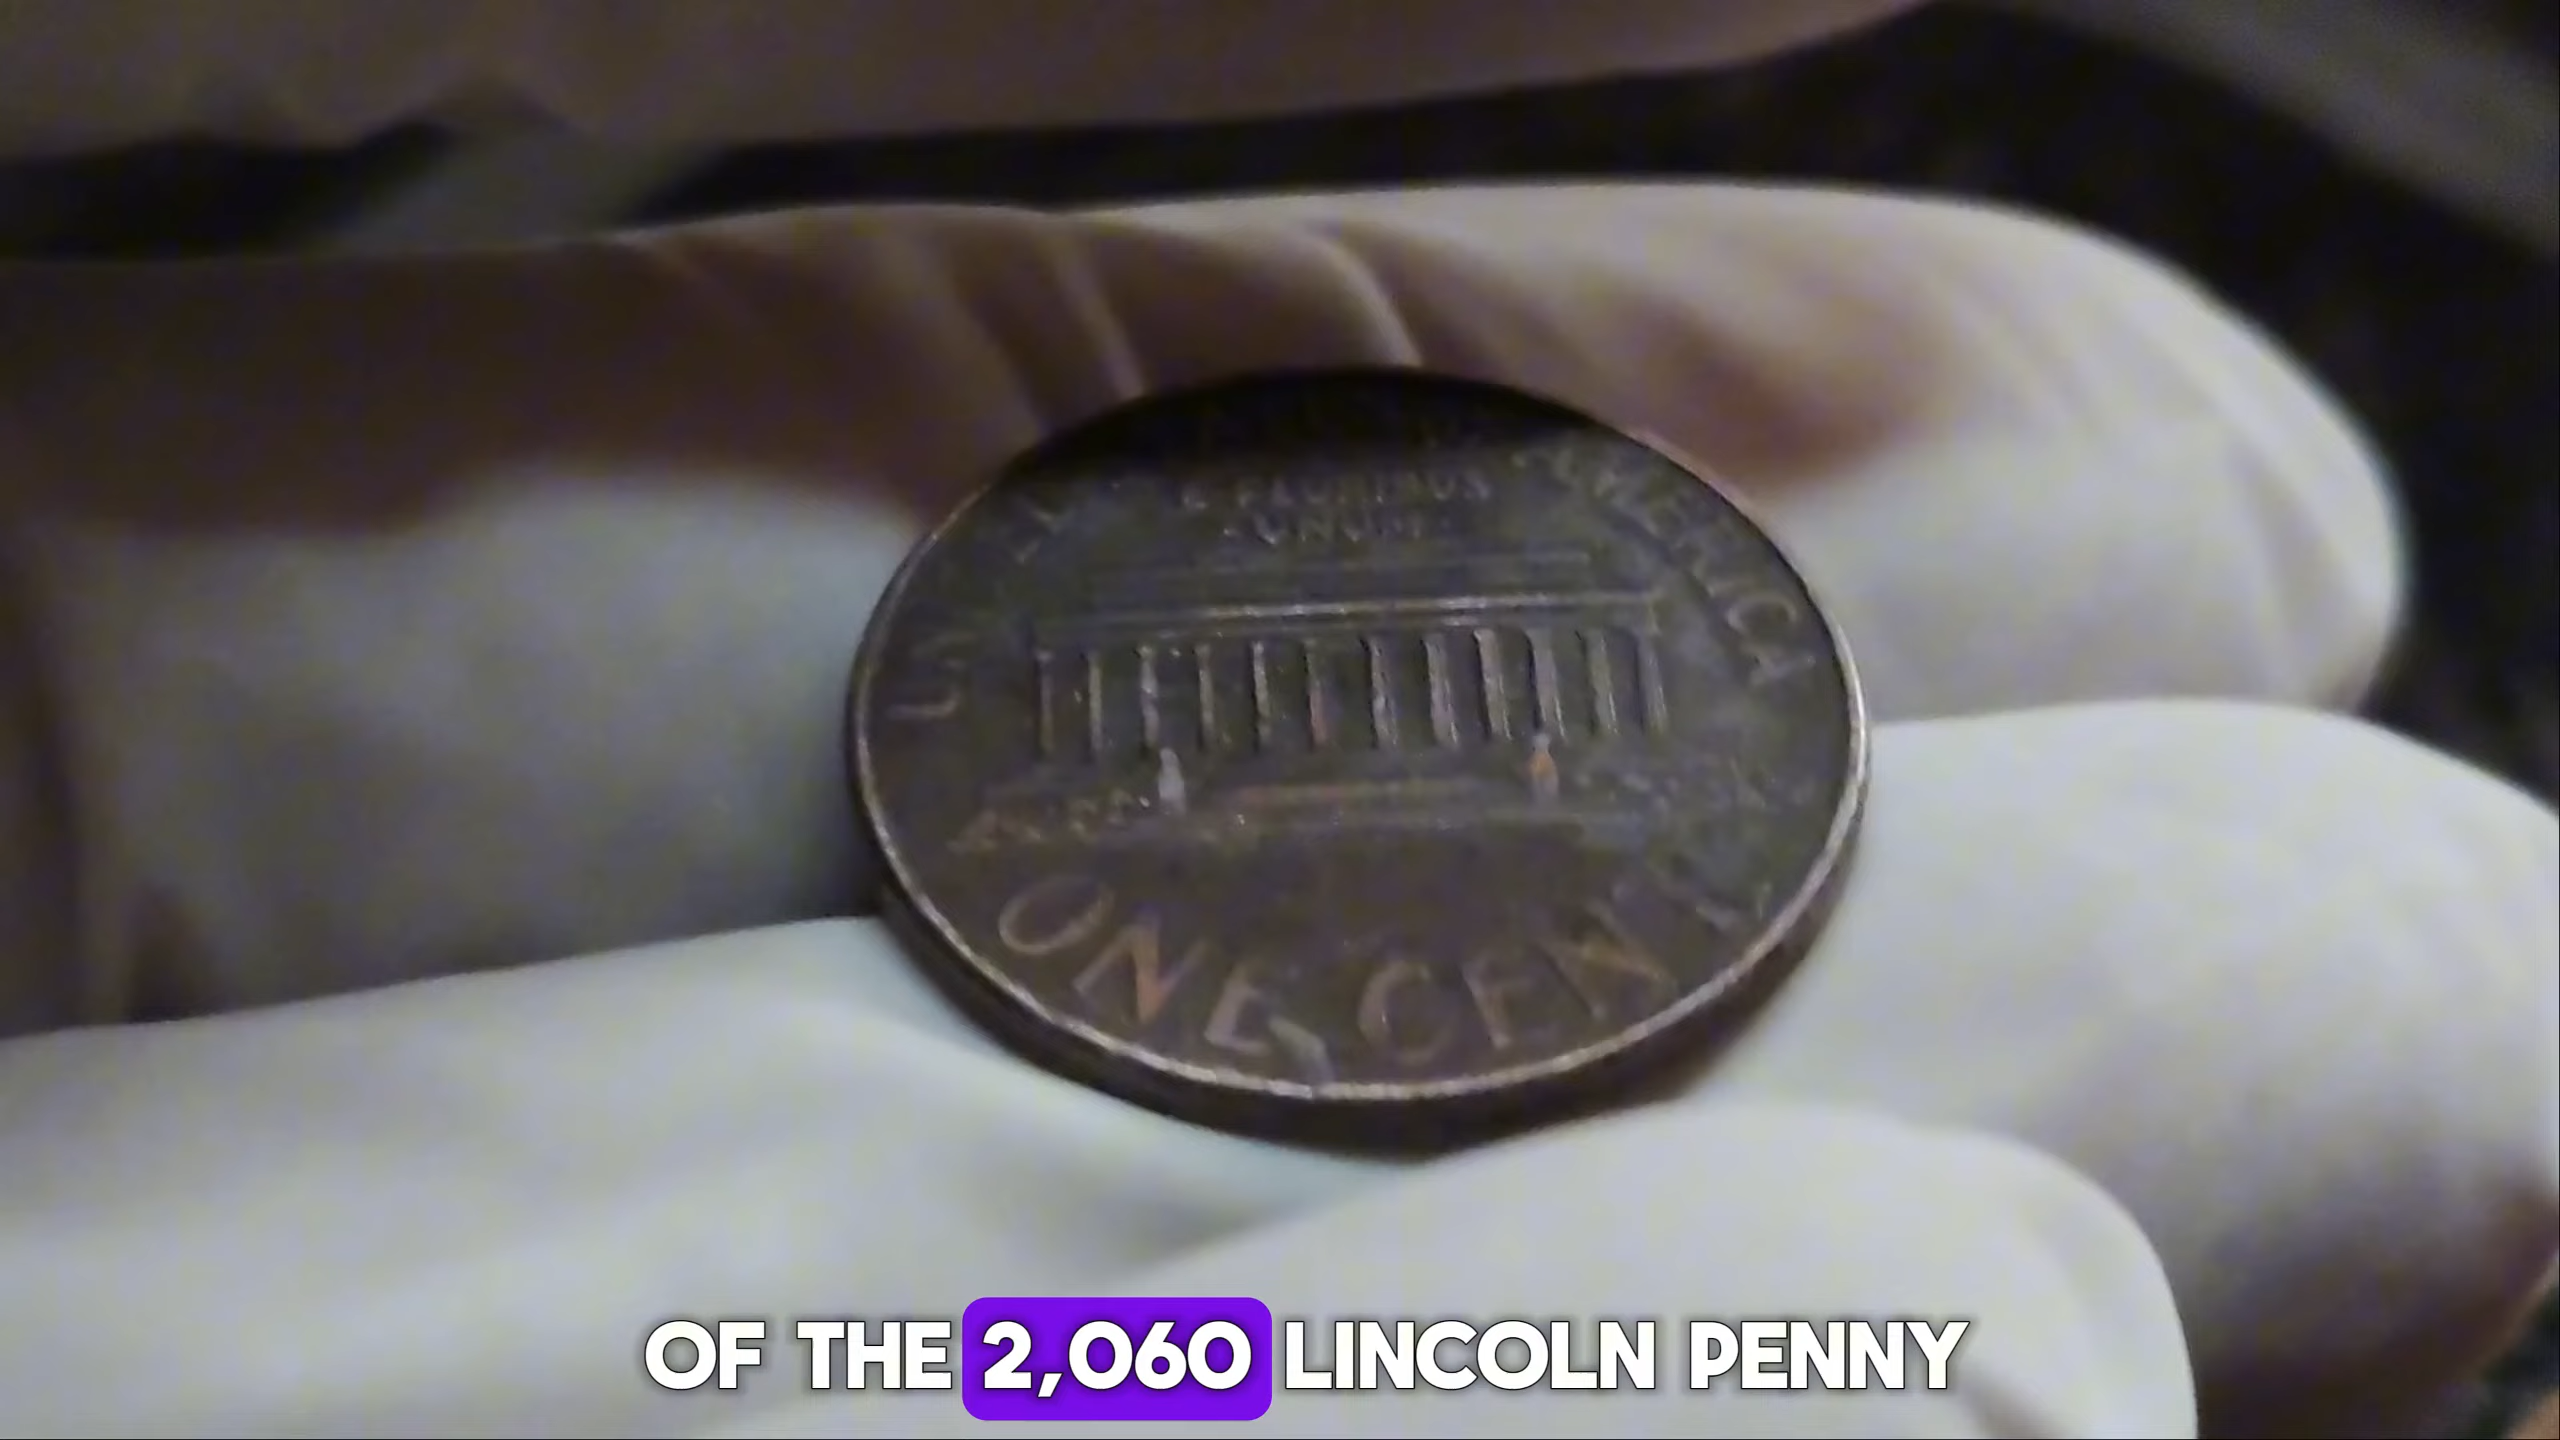 AMERICA
E PLURIBUS
UNUM
ONE CENT
OF THE 2,060 LINCOLN PENNY